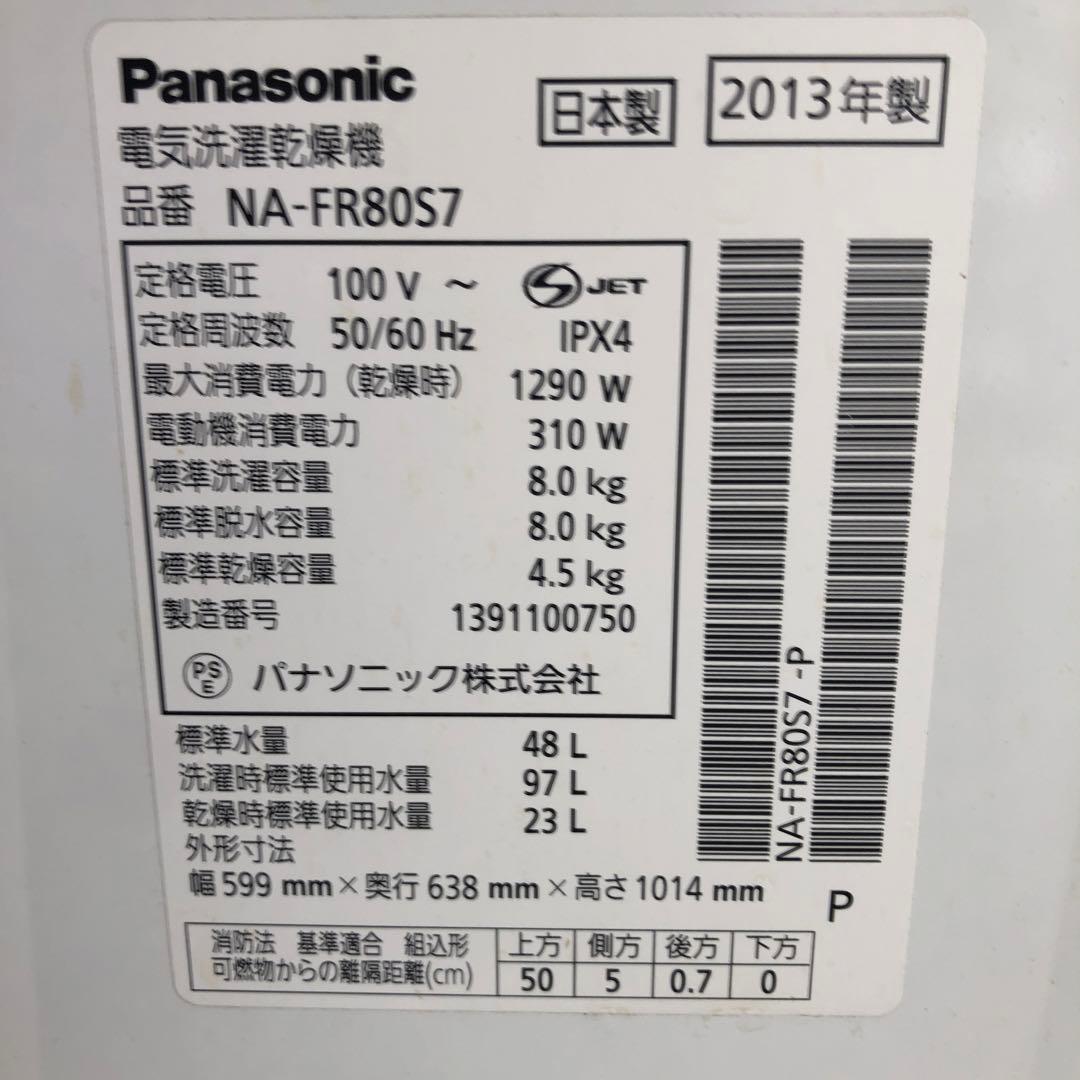 Panasonic
日本製
2013年製
電気洗濯乾燥機
品番 NA-FR80S7
定格電圧 100 V ～ S JET
定格周波数 50/60 Hz IPX4
最大消費電力（乾燥時） 1290 W
電動機消費電力 310 W
標準洗濯容量 8.0 kg
標準脱水容量 8.0 kg
標準乾燥容量 4.5 kg
製造番号 1391100750
PSE パナソニック株式会社
標準水量 48 L
洗濯時標準使用水量 97 L
乾燥時標準使用水量 23 L
外形寸法
幅 599 mm × 奥行 638 mm × 高さ 1014 mm
NA-FR80S7 -P
P
消防法 基準適合 組込形 上方 側方 後方 下方
可燃物からの離隔距離(cm) 50 5 0.7 0